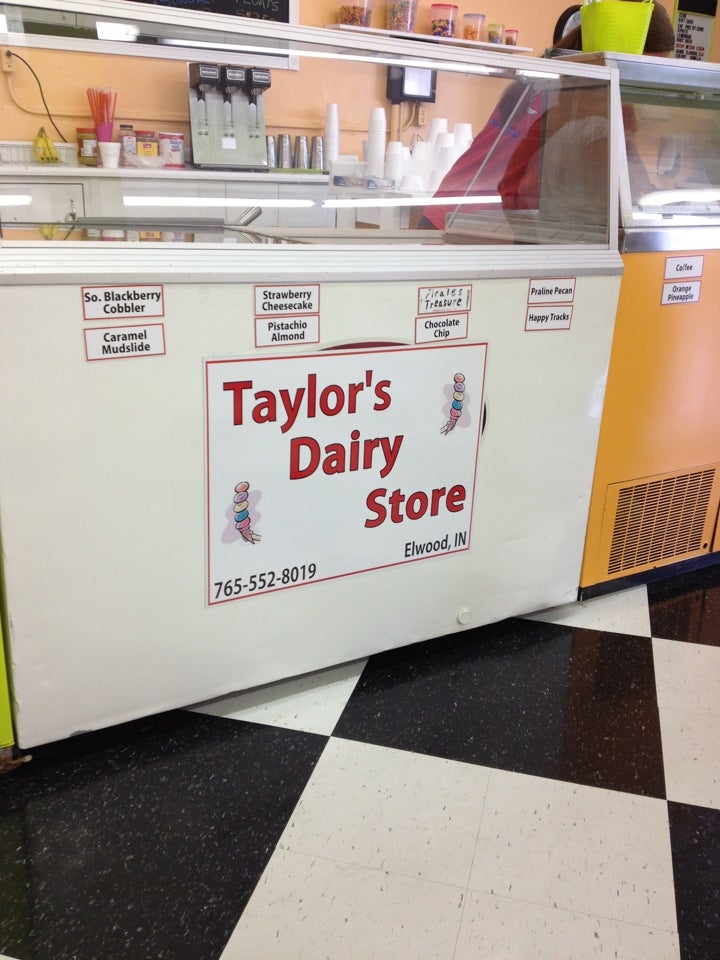 FLOATS
So. Blackberry
Cobbler
Caramel
Mudslide
Strawberry
Cheesecake
Pistachio
Almond
Pirate's
Treasure
Chocolate
Chip
Praline Pecan
Happy Tracks
Coffee
Orange
Pineapple
Taylor's
Dairy
Store
Elwood, IN
765-552-8019